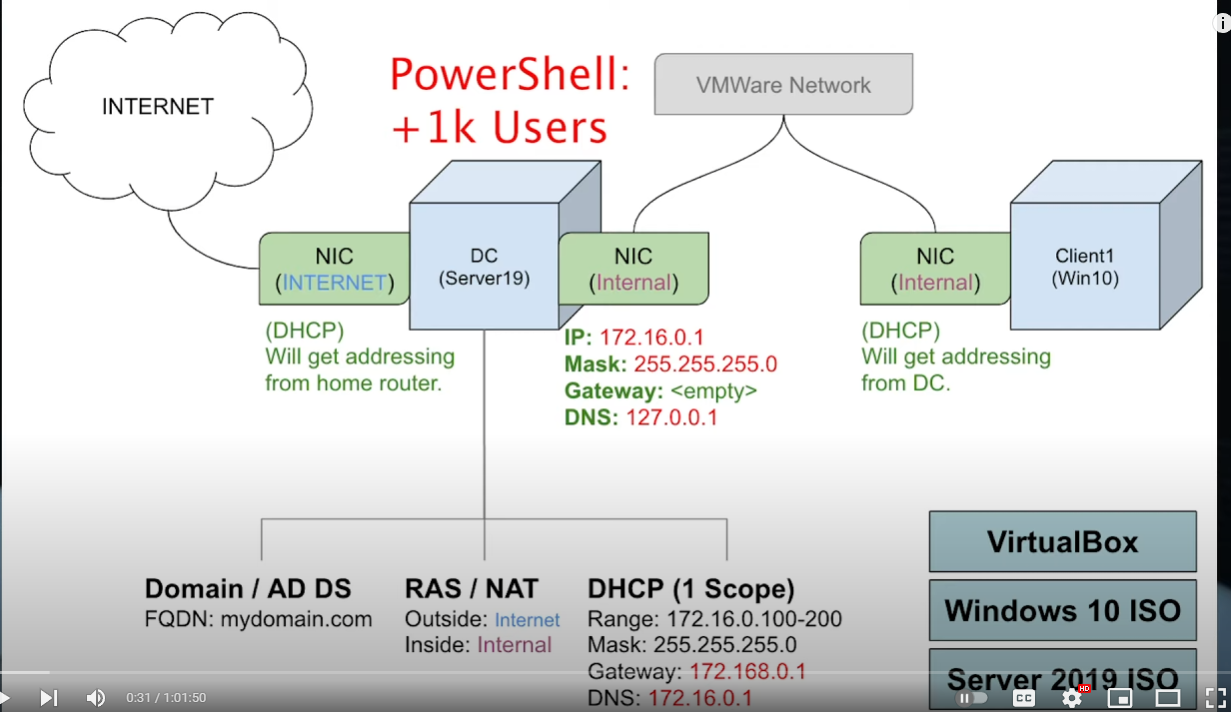 INTERNET
PowerShell:
+1k Users
VMWare Network
NIC
(INTERNET)
DC
(Server19)
NIC
(Internal)
NIC
(Internal)
Client1
(Win10)
(DHCP)
Will get addressing
from home router.
IP: 172.16.0.1
Mask: 255.255.255.0
Gateway: <empty>
DNS: 127.0.0.1
(DHCP)
Will get addressing
from DC.
Domain / AD DS
FQDN: mydomain.com
RAS / NAT
Outside: Internet
Inside: Internal
DHCP (1 Scope)
Range: 172.16.0.100-200
Mask: 255.255.255.0
Gateway: 172.168.0.1
DNS: 172.16.0.1
VirtualBox
Windows 10 ISO
Server 2019 ISO
0:31 / 1:01:50
CC
HD